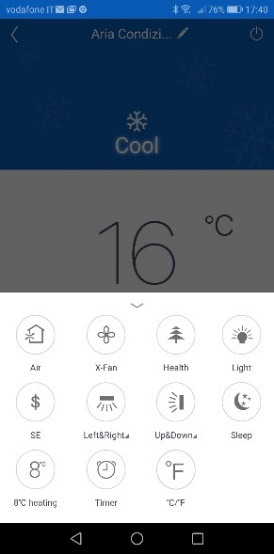 vodafone IT 76% 17:40
Aria Condizi...
Cool
16 °C
Air X-Fan Health Light
$
SE Left&Right Up&Down Sleep
8°C °F
8°C heating Timer °C/°F